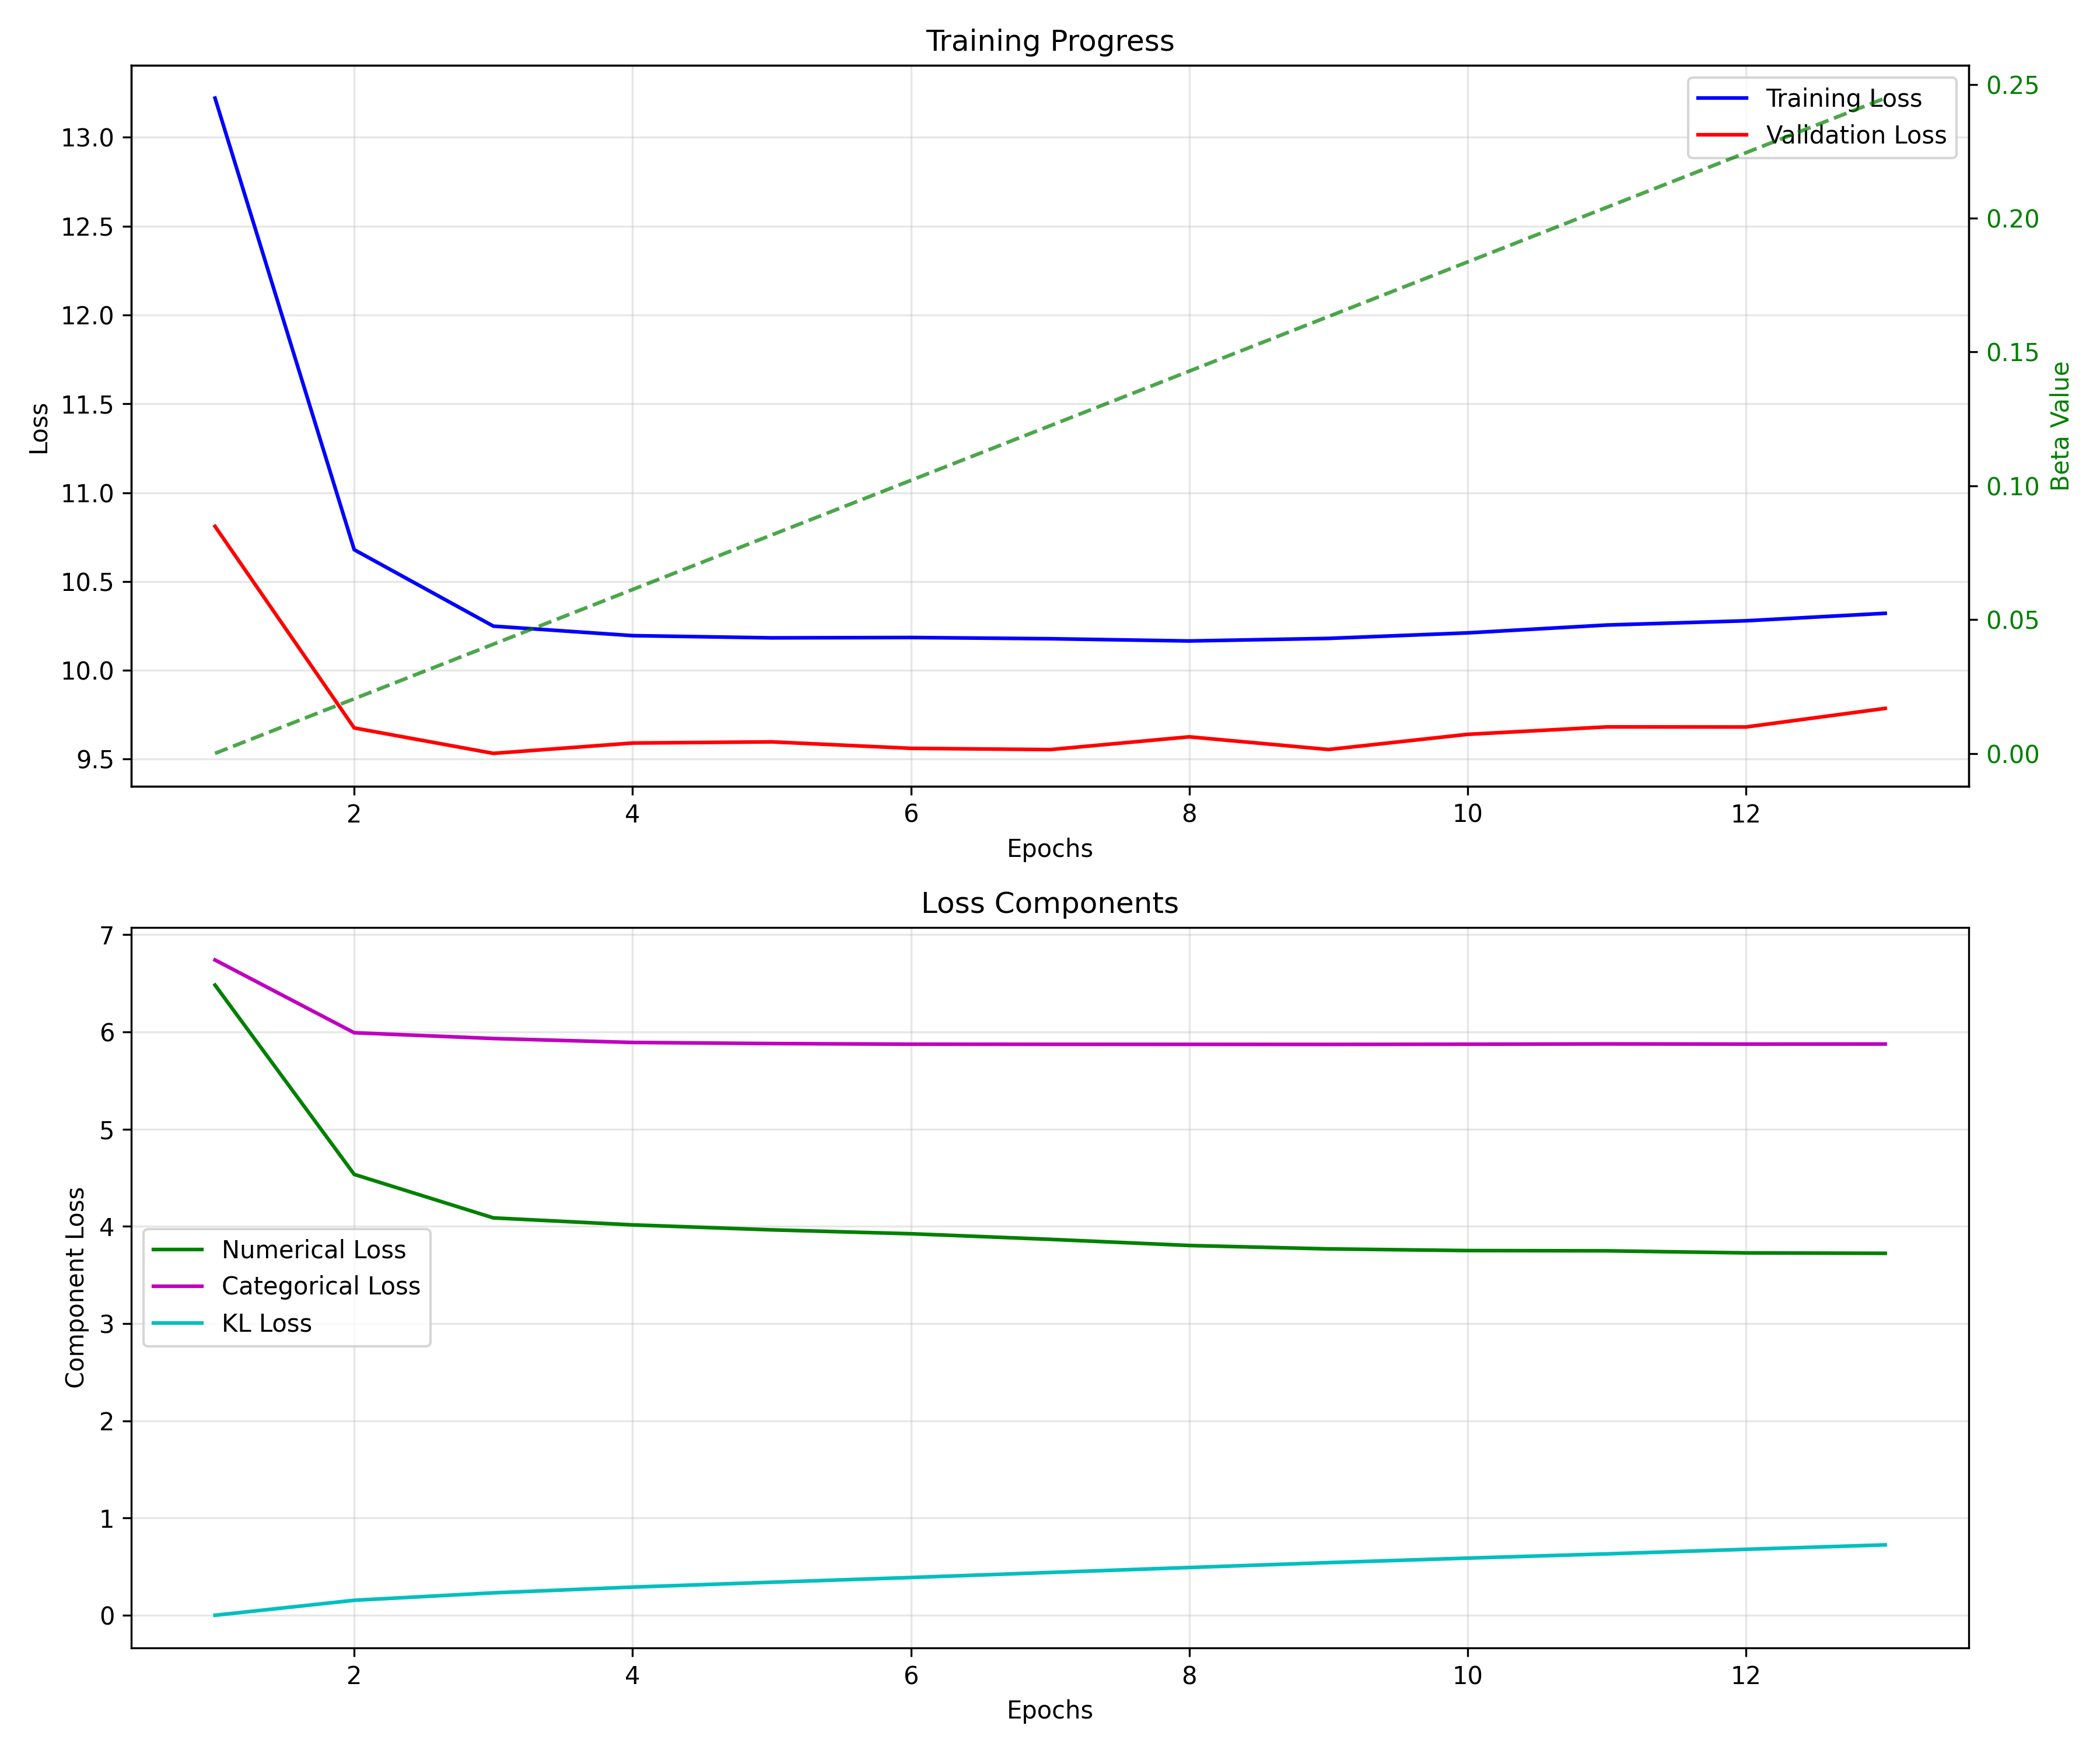 Training Progress
Training Loss
Validation Loss
13.0
12.5
12.0
11.5
11.0
10.5
10.0
9.5
Loss
0.25
0.20
0.15
0.10
0.05
0.00
Beta Value
2 4 6 8 10 12
Epochs
Loss Components
7
6
5
4
3
2
1
0
Component Loss
Numerical Loss
Categorical Loss
KL Loss
2 4 6 8 10 12
Epochs